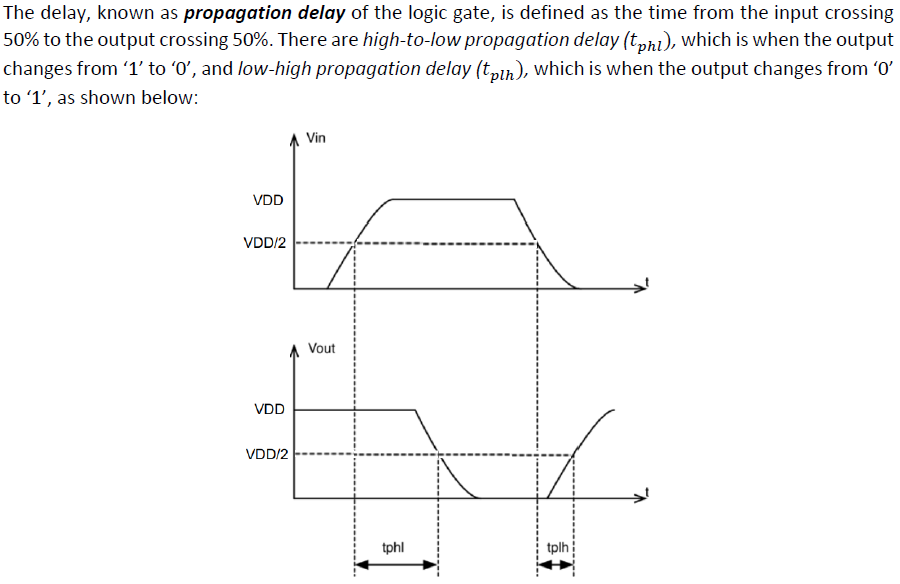 The delay, known as propagation delay of the logic gate, is defined as the time from the input crossing
50% to the output crossing 50%. There are high-to-low propagation delay (tphl), which is when the output
changes from ‘1’ to ‘0’, and low-high propagation delay (tplh), which is when the output changes from ‘0’
to ‘1’, as shown below:
Vin
VDD
VDD/2
t
Vout
VDD
VDD/2
t
tphl
tplh